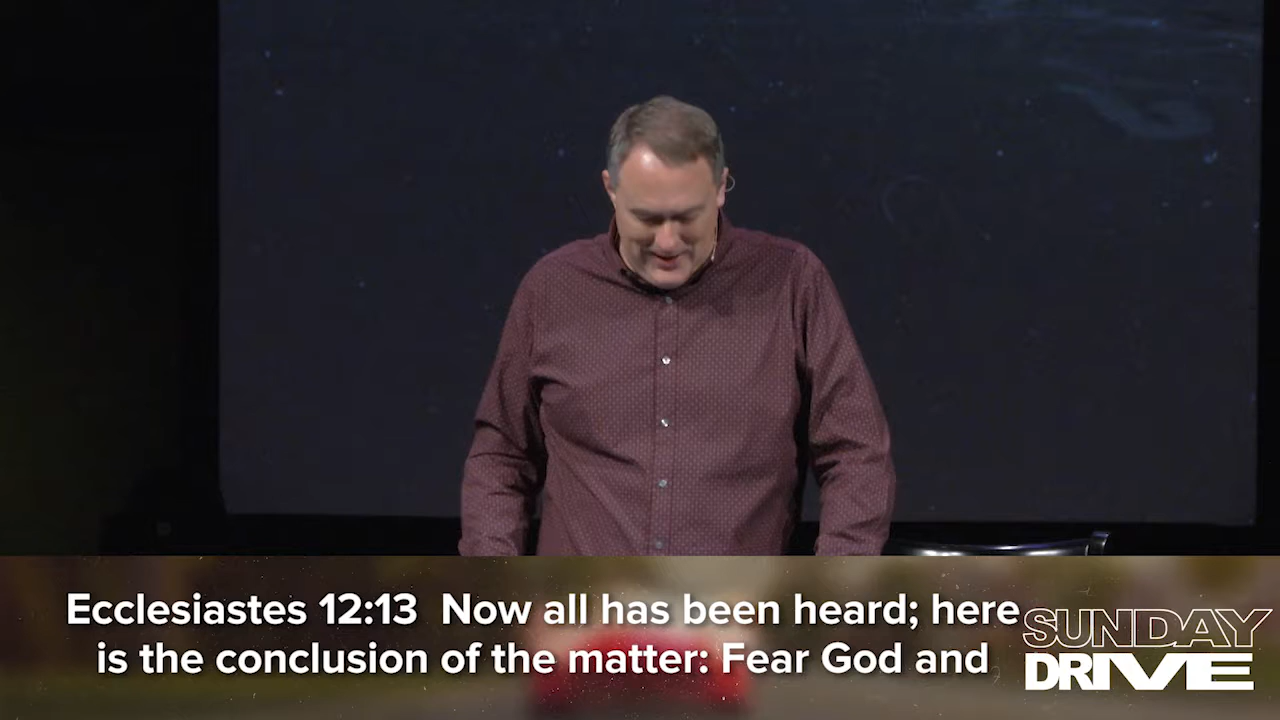 Ecclesiastes 12:13 Now all has been heard; here
is the conclusion of the matter: Fear God and
SUNDAY
DRIVE